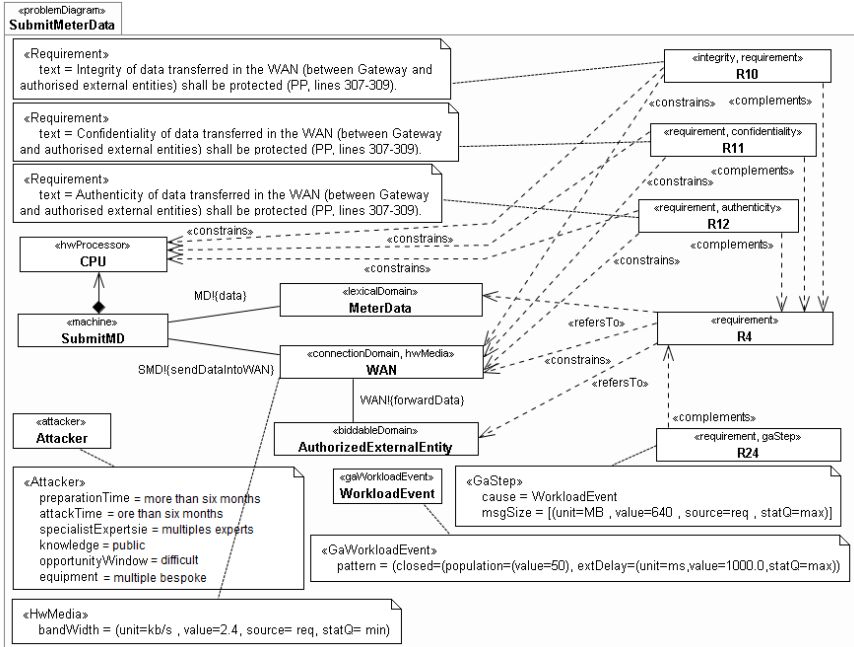 «problemDiagram»
SubmitMeterData
«Requirement»
text = Integrity of data transferred in the WAN (between Gateway and
authorised external entities) shall be protected (PP, lines 307-309).
«integrity, requirement»
R10
«constrains»
«complements»
«Requirement»
text = Confidentiality of data transferred in the WAN (between Gateway
and authorised external entities) shall be protected (PP, lines 307-309).
«requirement, confidentiality»
R11
«complements»
«constrains»
«Requirement»
text = Authenticity of data transferred in the WAN (between Gateway
and authorised external entities) shall be protected (PP, lines 307-309).
«requirement, authenticity»
R12
«constrains»
«constrains»
«complements»
«hwProcessor»
CPU
«constrains»
MD!{data}
«lexicalDomain»
MeterData
«machine»
SubmitMD
«refersTo»
«requirement»
R4
«connectionDomain, hwMedia»
WAN
«constrains»
SMD!{sendDataIntoWAN}
«refersTo»
WAN!{forwardData}
«complements»
«attacker»
Attacker
«biddableDomain»
AuthorizedExternalEntity
«requirement, gaStep»
R24
«Attacker»
preparationTime = more than six months
attackTime = ore than six months
specialistExpertsie = multiples experts
knowledge = public
opportunityWindow = difficult
equipment = multiple bespoke
«gaWorkloadEvent»
WorkloadEvent
«GaStep»
cause = WorkloadEvent
msgSize = [(unit=MB , value=640 , source=req , statQ=max)]
«GaWorkloadEvent»
pattern = (closed=(population=(value=50), extDelay=(unit=ms,value=1000.0,statQ=max))
«HwMedia»
bandWidth = (unit=kb/s , value=2.4, source= req, statQ= min)